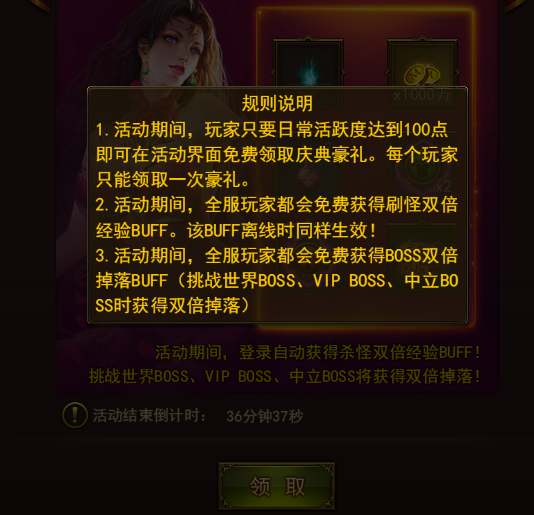 x1000万
规则说明
1.活动期间，玩家只要日常活跃度达到100点
即可在活动界面免费领取庆典豪礼。每个玩家
只能领取一次豪礼。
x2
2.活动期间，全服玩家都会免费获得刷怪双倍
经验BUFF。该BUFF离线时同样生效！
3.活动期间，全服玩家都会免费获得BOSS双倍
掉落BUFF（挑战世界BOSS、VIP BOSS、中立BO
SS时获得双倍掉落）
活动期间，登录自动获得杀怪双倍经验BUFF！
挑战世界BOSS、VIP BOSS、中立BOSS将获得双倍掉落！
活动结束倒计时： 36分钟37秒
领 取